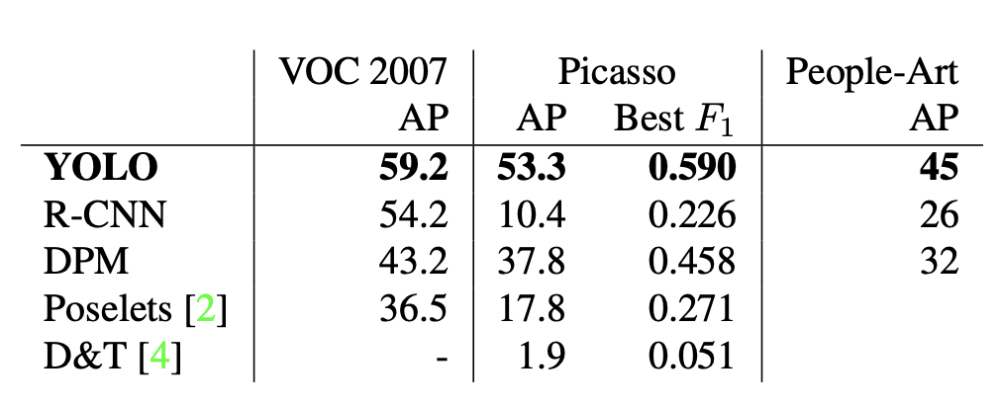 VOC 2007 Picasso People-Art
AP AP Best F1 AP
YOLO 59.2 53.3 0.590 45
R-CNN 54.2 10.4 0.226 26
DPM 43.2 37.8 0.458 32
Poselets [2] 36.5 17.8 0.271
D&T [4] - 1.9 0.051